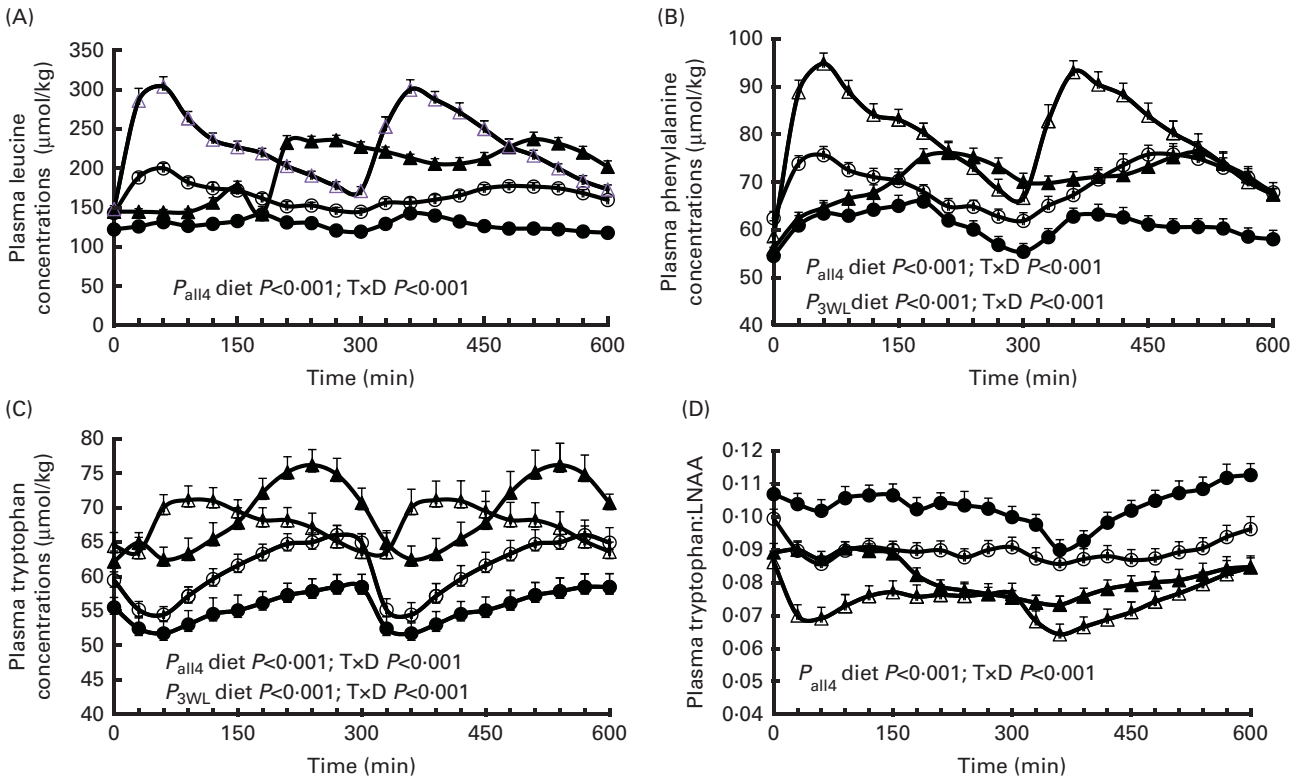 (A)
Plasma leucine
concentrations (μmol/kg)
350
300
250
200
150
100
50
0
P all4 diet P<0·001; T×D P<0·001
0 150 300 450 600
Time (min)
(B)
Plasma phenylalanine
concentrations (μmol/kg)
100
90
80
70
60
50
40
P all4 diet P<0·001; T×D P<0·001
P 3WL diet P<0·001; T×D P<0·001
0 150 300 450 600
Time (min)
(C)
Plasma tryptophan
concentrations (μmol/kg)
80
75
70
65
60
55
50
45
40
P all4 diet P<0·001; T×D P<0·001
P 3WL diet P<0·001; T×D P<0·001
0 150 300 450 600
Time (min)
(D)
Plasma tryptophan:LNAA
0·12
0·11
0·10
0·09
0·08
0·07
0·06
0·05
0·04
P all4 diet P<0·001; T×D P<0·001
0 150 300 450 600
Time (min)